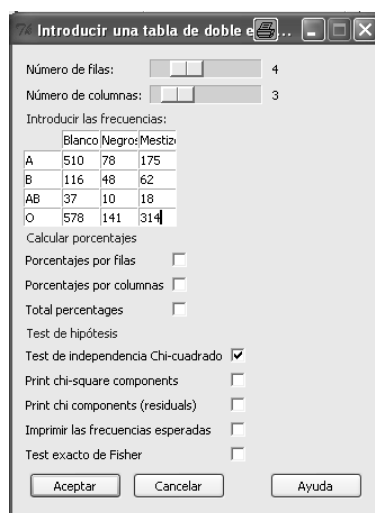 Introducir una tabla de doble e... ...
Número de filas: 4
Número de columnas: 3
Introducir las frecuencias:
Blanco Negros Mestizo
A 510 78 175
B 116 48 62
AB 37 10 18
O 578 141 314
Calcular porcentajes
Porcentajes por filas
Porcentajes por columnas
Total percentages
Test de hipótesis
Test de independencia Chi-cuadrado
Print chi-square components
Print chi components (residuals)
Imprimir las frecuencias esperadas
Test exacto de Fisher
Aceptar Cancelar Ayuda